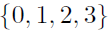 {0, 1, 2, 3}